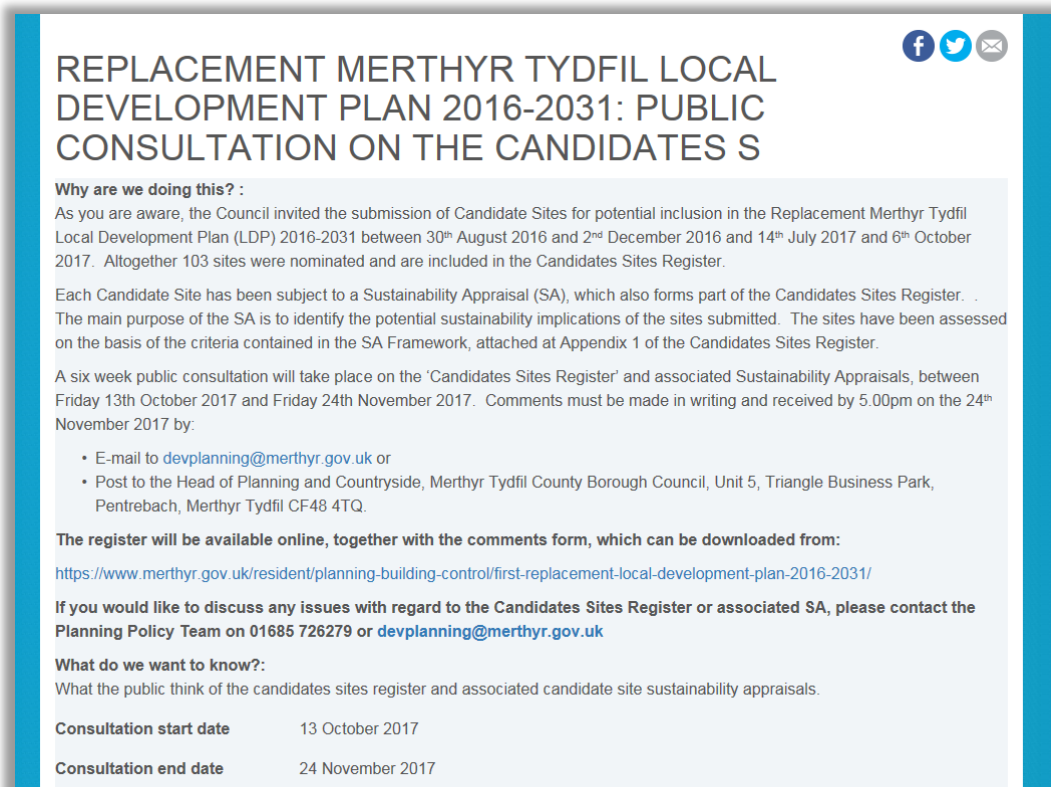 REPLACEMENT MERTHYR TYDFIL LOCAL
DEVELOPMENT PLAN 2016-2031: PUBLIC
CONSULTATION ON THE CANDIDATES S
Why are we doing this? :
As you are aware, the Council invited the submission of Candidate Sites for potential inclusion in the Replacement Merthyr Tydfil
Local Development Plan (LDP) 2016-2031 between 30th August 2016 and 2nd December 2016 and 14th July 2017 and 6th October
2017.  Altogether 103 sites were nominated and are included in the Candidates Sites Register.
Each Candidate Site has been subject to a Sustainability Appraisal (SA), which also forms part of the Candidates Sites Register.  .
The main purpose of the SA is to identify the potential sustainability implications of the sites submitted.  The sites have been assessed
on the basis of the criteria contained in the SA Framework, attached at Appendix 1 of the Candidates Sites Register.
A six week public consultation will take place on the ‘Candidates Sites Register’ and associated Sustainability Appraisals, between
Friday 13th October 2017 and Friday 24th November 2017.  Comments must be made in writing and received by 5.00pm on the 24th
November 2017 by:
• E-mail to devplanning@merthyr.gov.uk or
• Post to the Head of Planning and Countryside, Merthyr Tydfil County Borough Council, Unit 5, Triangle Business Park,
Pentrebach, Merthyr Tydfil CF48 4TQ.
The register will be available online, together with the comments form, which can be downloaded from:
https://www.merthyr.gov.uk/resident/planning-building-control/first-replacement-local-development-plan-2016-2031/
If you would like to discuss any issues with regard to the Candidates Sites Register or associated SA, please contact the
Planning Policy Team on 01685 726279 or devplanning@merthyr.gov.uk
What do we want to know?:
What the public think of the candidates sites register and associated candidate site sustainability appraisals.
Consultation start date 13 October 2017
Consultation end date 24 November 2017